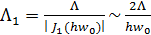 Λ₁ = Λ / | J₁(hw₀)| ~ 2Λ / hw₀